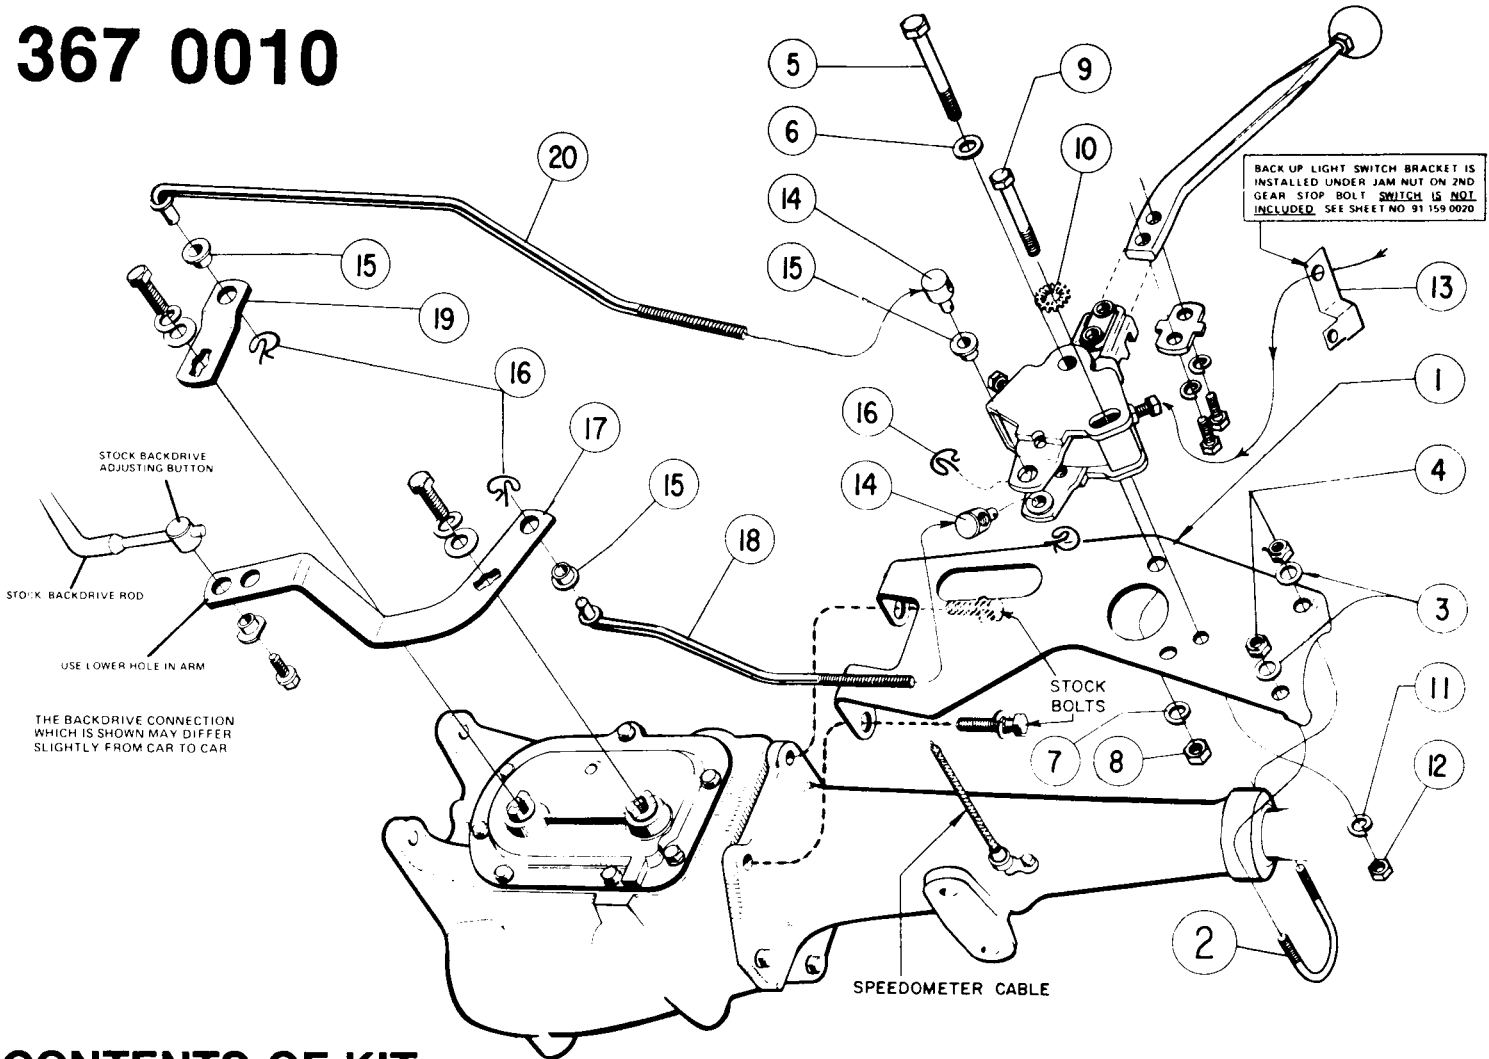 367 0010
5
9
6
10
20
14
BACK UP LIGHT SWITCH BRACKET IS
INSTALLED UNDER JAM NUT ON 2ND
GEAR STOP BOLT SWITCH IS NOT
INCLUDED SEE SHEET NO 91 159 0020
15
15
13
19
16
1
16
17
4
STOCK BACKDRIVE
ADJUSTING BUTTON
15
14
18
STOCK BACKDRIVE ROD
3
USE LOWER HOLE IN ARM
STOCK
BOLTS
11
THE BACKDRIVE CONNECTION
WHICH IS SHOWN MAY DIFFER
SLIGHTLY FROM CAR TO CAR
7
8
12
2
SPEEDOMETER CABLE
CONTENTS OF KIT